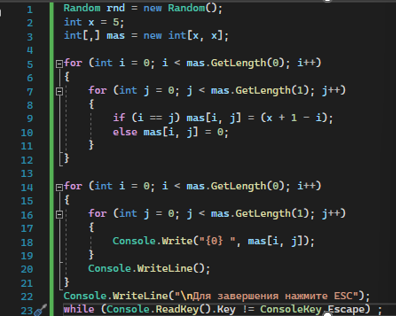 1 Random rnd = new Random();
2 int x = 5;
3 int[,] mas = new int[x, x];
4
5 for (int i = 0; i < mas.GetLength(0); i++)
6 {
7 for (int j = 0; j < mas.GetLength(1); j++)
8 {
9 if (i == j) mas[i, j] = (x + 1 - i);
10 else mas[i, j] = 0;
11 }
12 }
13
14 for (int i = 0; i < mas.GetLength(0); i++)
15 {
16 for (int j = 0; j < mas.GetLength(1); j++)
17 {
18 Console.Write("{0} ", mas[i, j]);
19 }
20 Console.WriteLine();
21 }
22 Console.WriteLine("\nДля завершения нажмите ESC");
23 while (Console.ReadKey().Key != ConsoleKey.Escape) ;